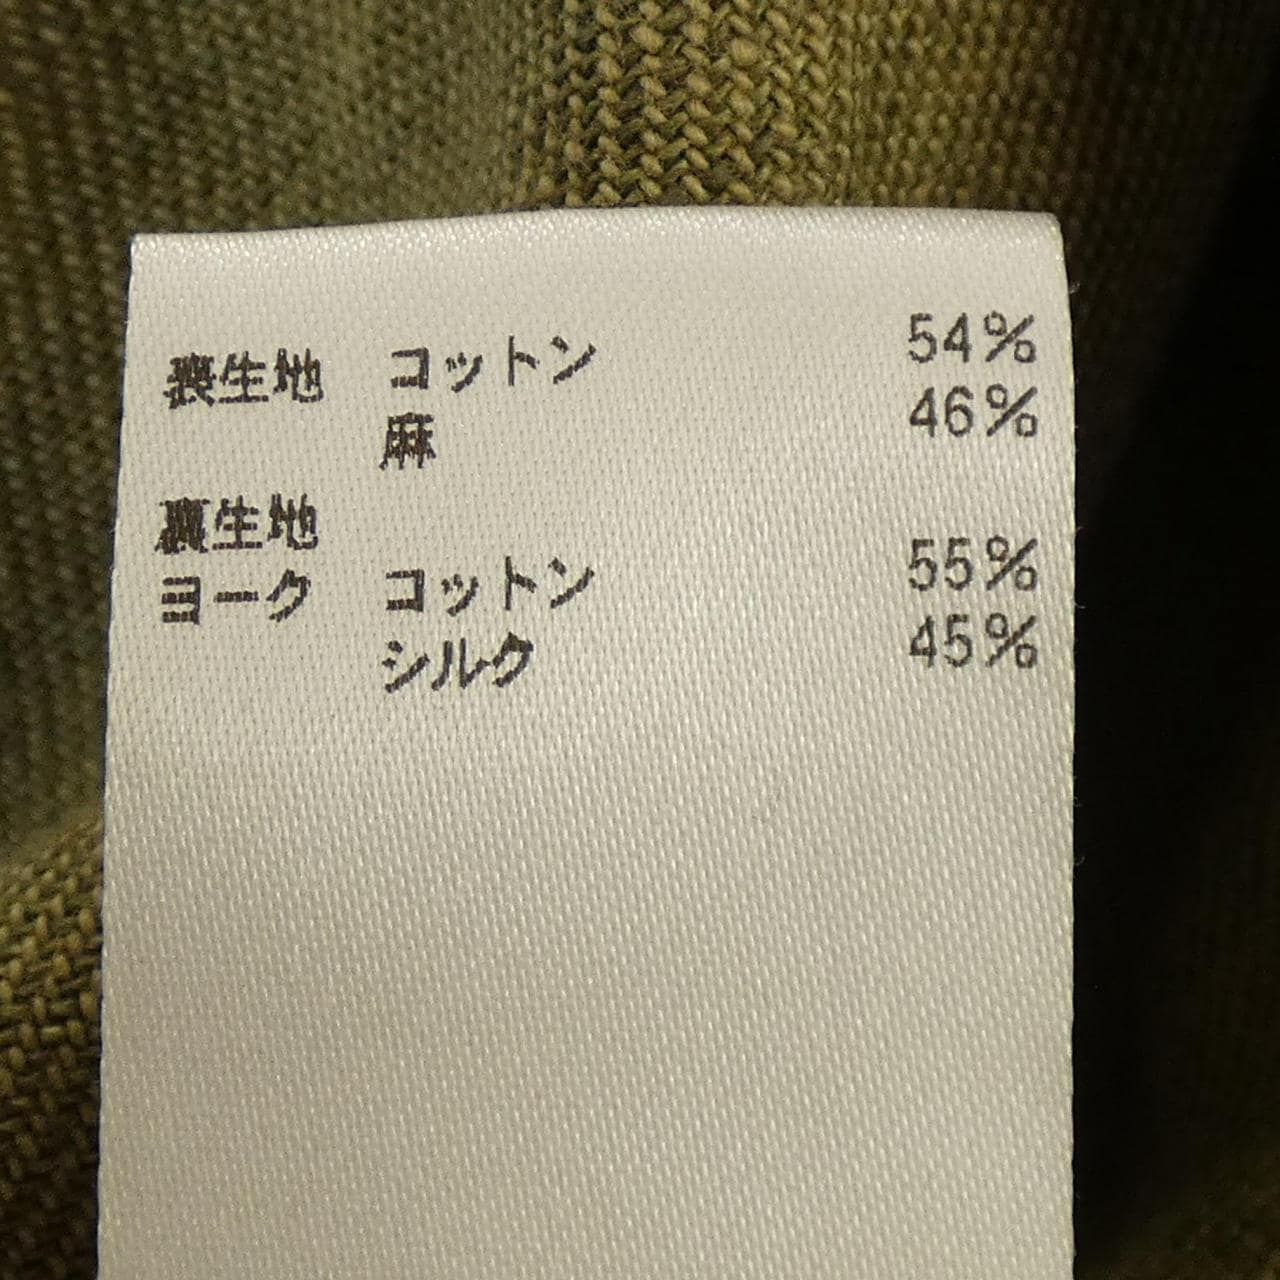 表生地 コットン 54%
麻 46%
裏生地
ヨーク コットン 55%
シルク 45%